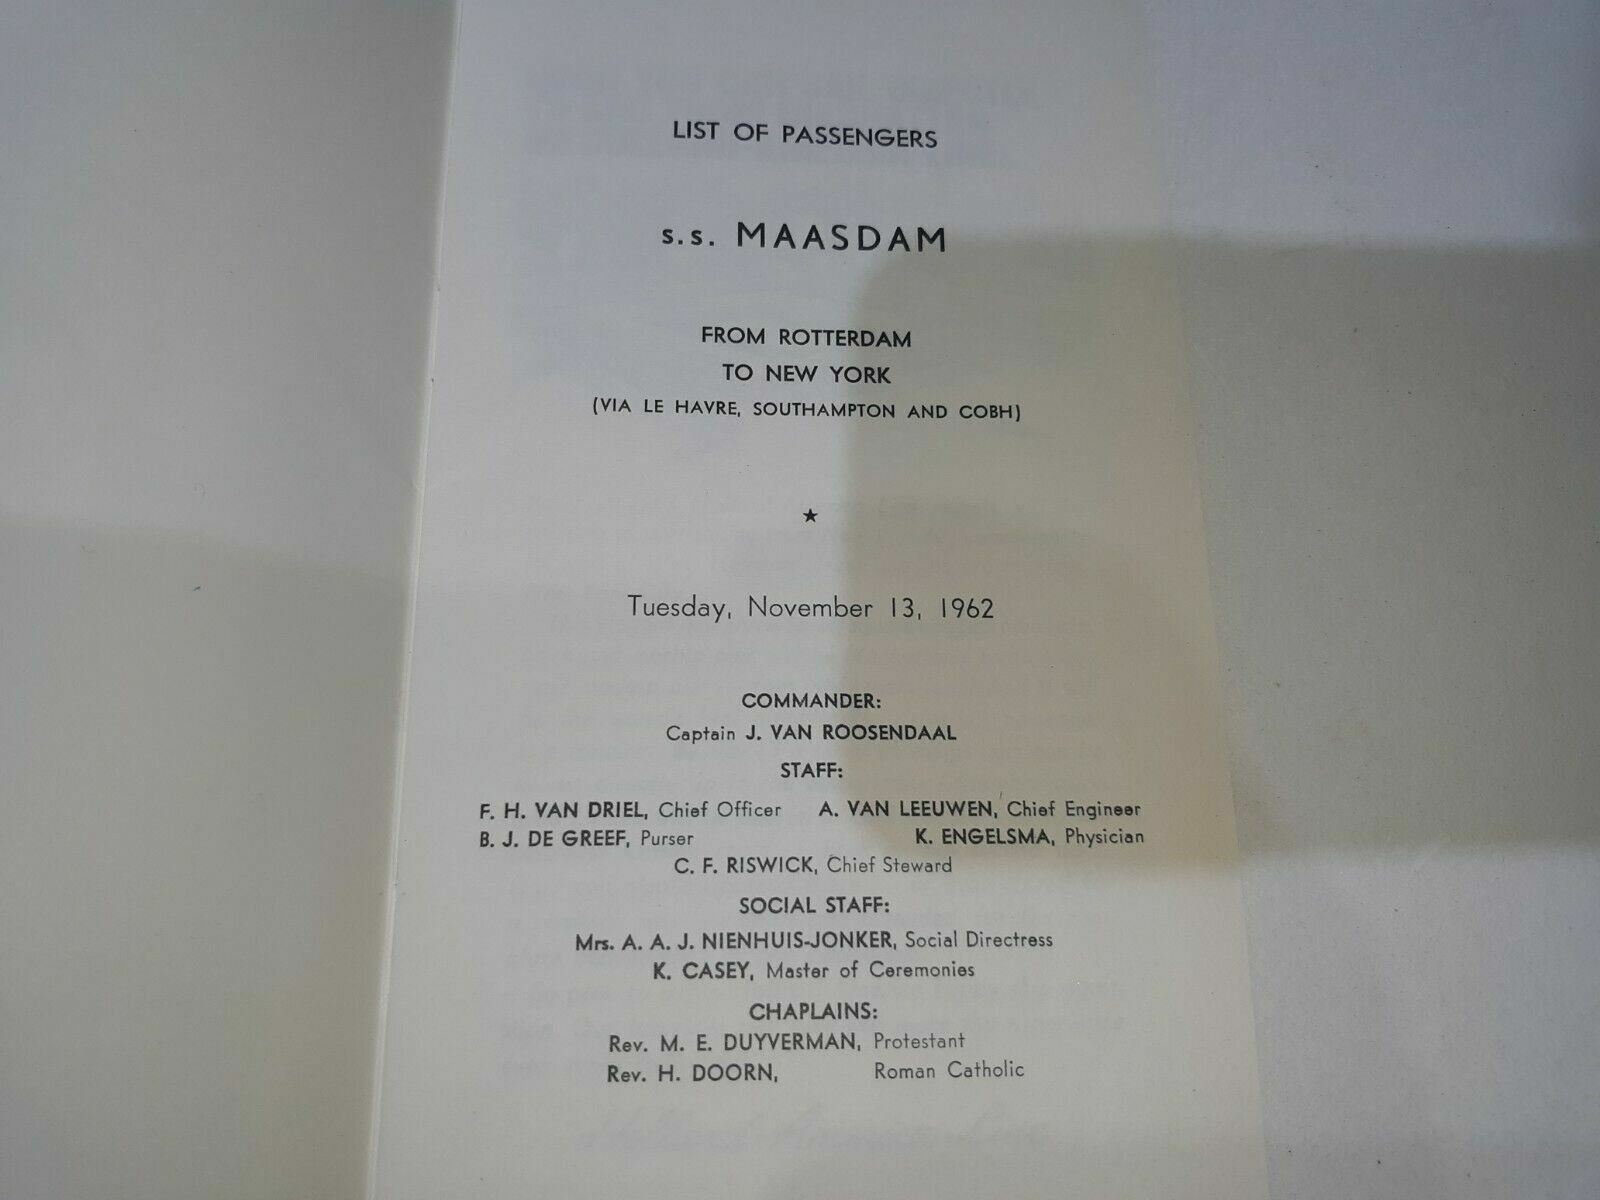 LIST OF PASSENGERS
s.s. MAASDAM
FROM ROTTERDAM
TO NEW YORK
(VIA LE HAVRE, SOUTHAMPTON AND COBH)
★
Tuesday, November 13, 1962
COMMANDER:
Captain J. VAN ROOSENDAAL
STAFF:
F. H. VAN DRIEL, Chief Officer A. VAN LEEUWEN, Chief Engineer
B. J. DE GREEF, Purser K. ENGELSMA, Physician
C. F. RISWICK, Chief Steward
SOCIAL STAFF:
Mrs. A. A. J. NIENHUIS-JONKER, Social Directress
K. CASEY, Master of Ceremonies
CHAPLAINS:
Rev. M. E. DUYVERMAN, Protestant
Rev. H. DOORN, Roman Catholic